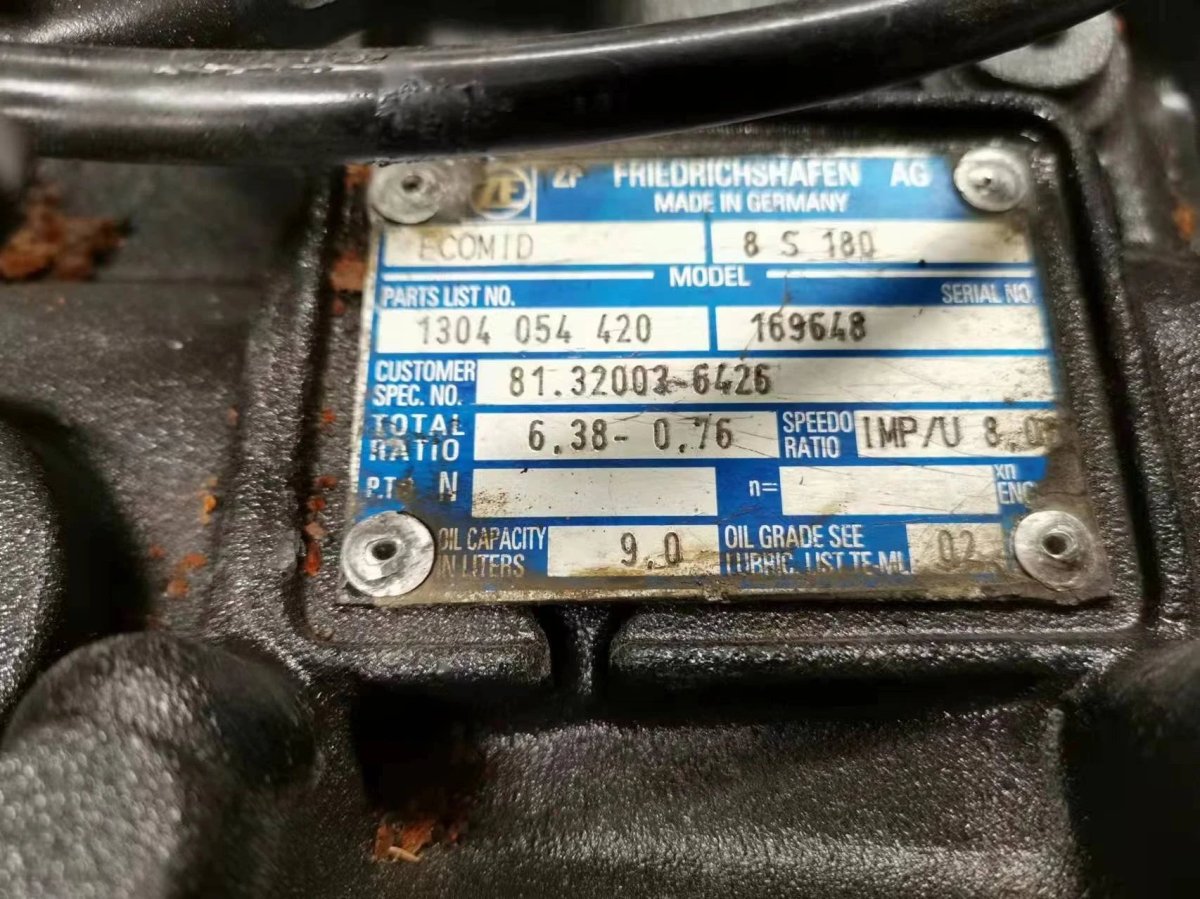 ZF FRIEDRICHSHAFEN AG
MADE IN GERMANY
ECOMID 8 S 180
MODEL
PARTS LIST NO. SERIAL NO.
1304 054 420 169648
CUSTOMER SPEC. NO. 81.32003-6426
TOTAL RATIO 6,38- 0,76 SPEEDO RATIO IMP/U 8,0
P.T. N n= xn ENG
OIL CAPACITY IN LITERS 9,0 OIL GRADE SEE LUBRIC. LIST TE-ML 02